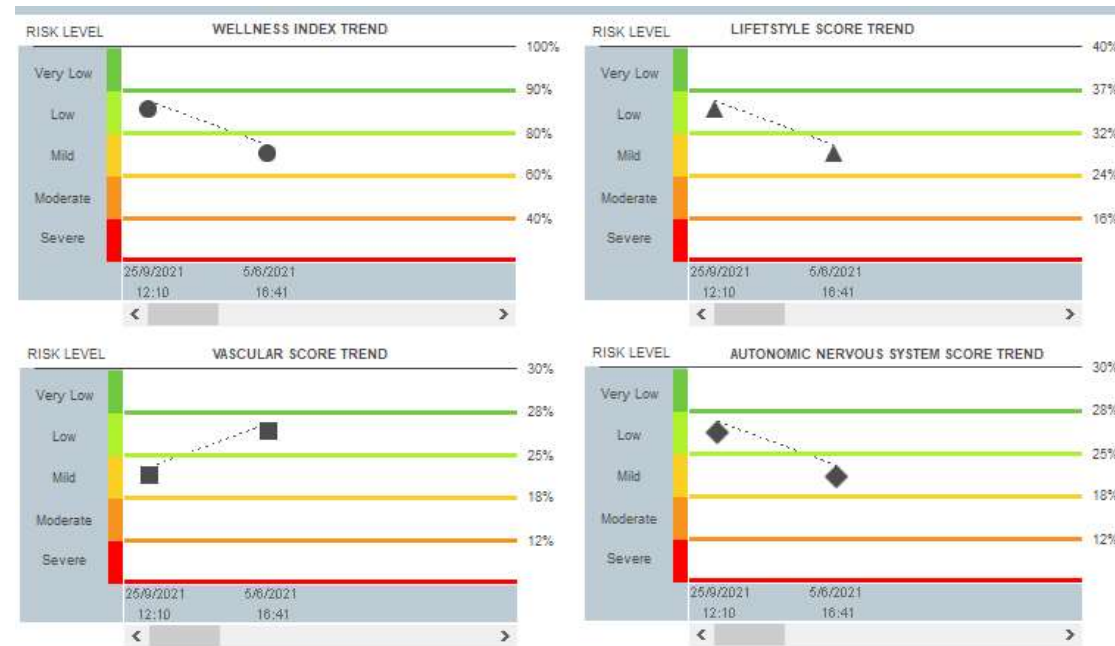 RISK LEVEL WELLNESS INDEX TREND
100%
Very Low
90%
Low
80%
Mild
60%
Moderate
40%
Severe
25/9/2021 5/6/2021
12:10 16:41
RISK LEVEL LIFETSTYLE SCORE TREND
40%
Very Low
37%
Low
32%
Mild
24%
Moderate
16%
Severe
25/9/2021 5/6/2021
12:10 16:41
RISK LEVEL VASCULAR SCORE TREND
30%
Very Low
28%
Low
25%
Mild
18%
Moderate
12%
Severe
25/9/2021 5/6/2021
12:10 16:41
RISK LEVEL AUTONOMIC NERVOUS SYSTEM SCORE TREND
30%
Very Low
28%
Low
25%
Mild
18%
Moderate
12%
Severe
25/9/2021 5/6/2021
12:10 16:41